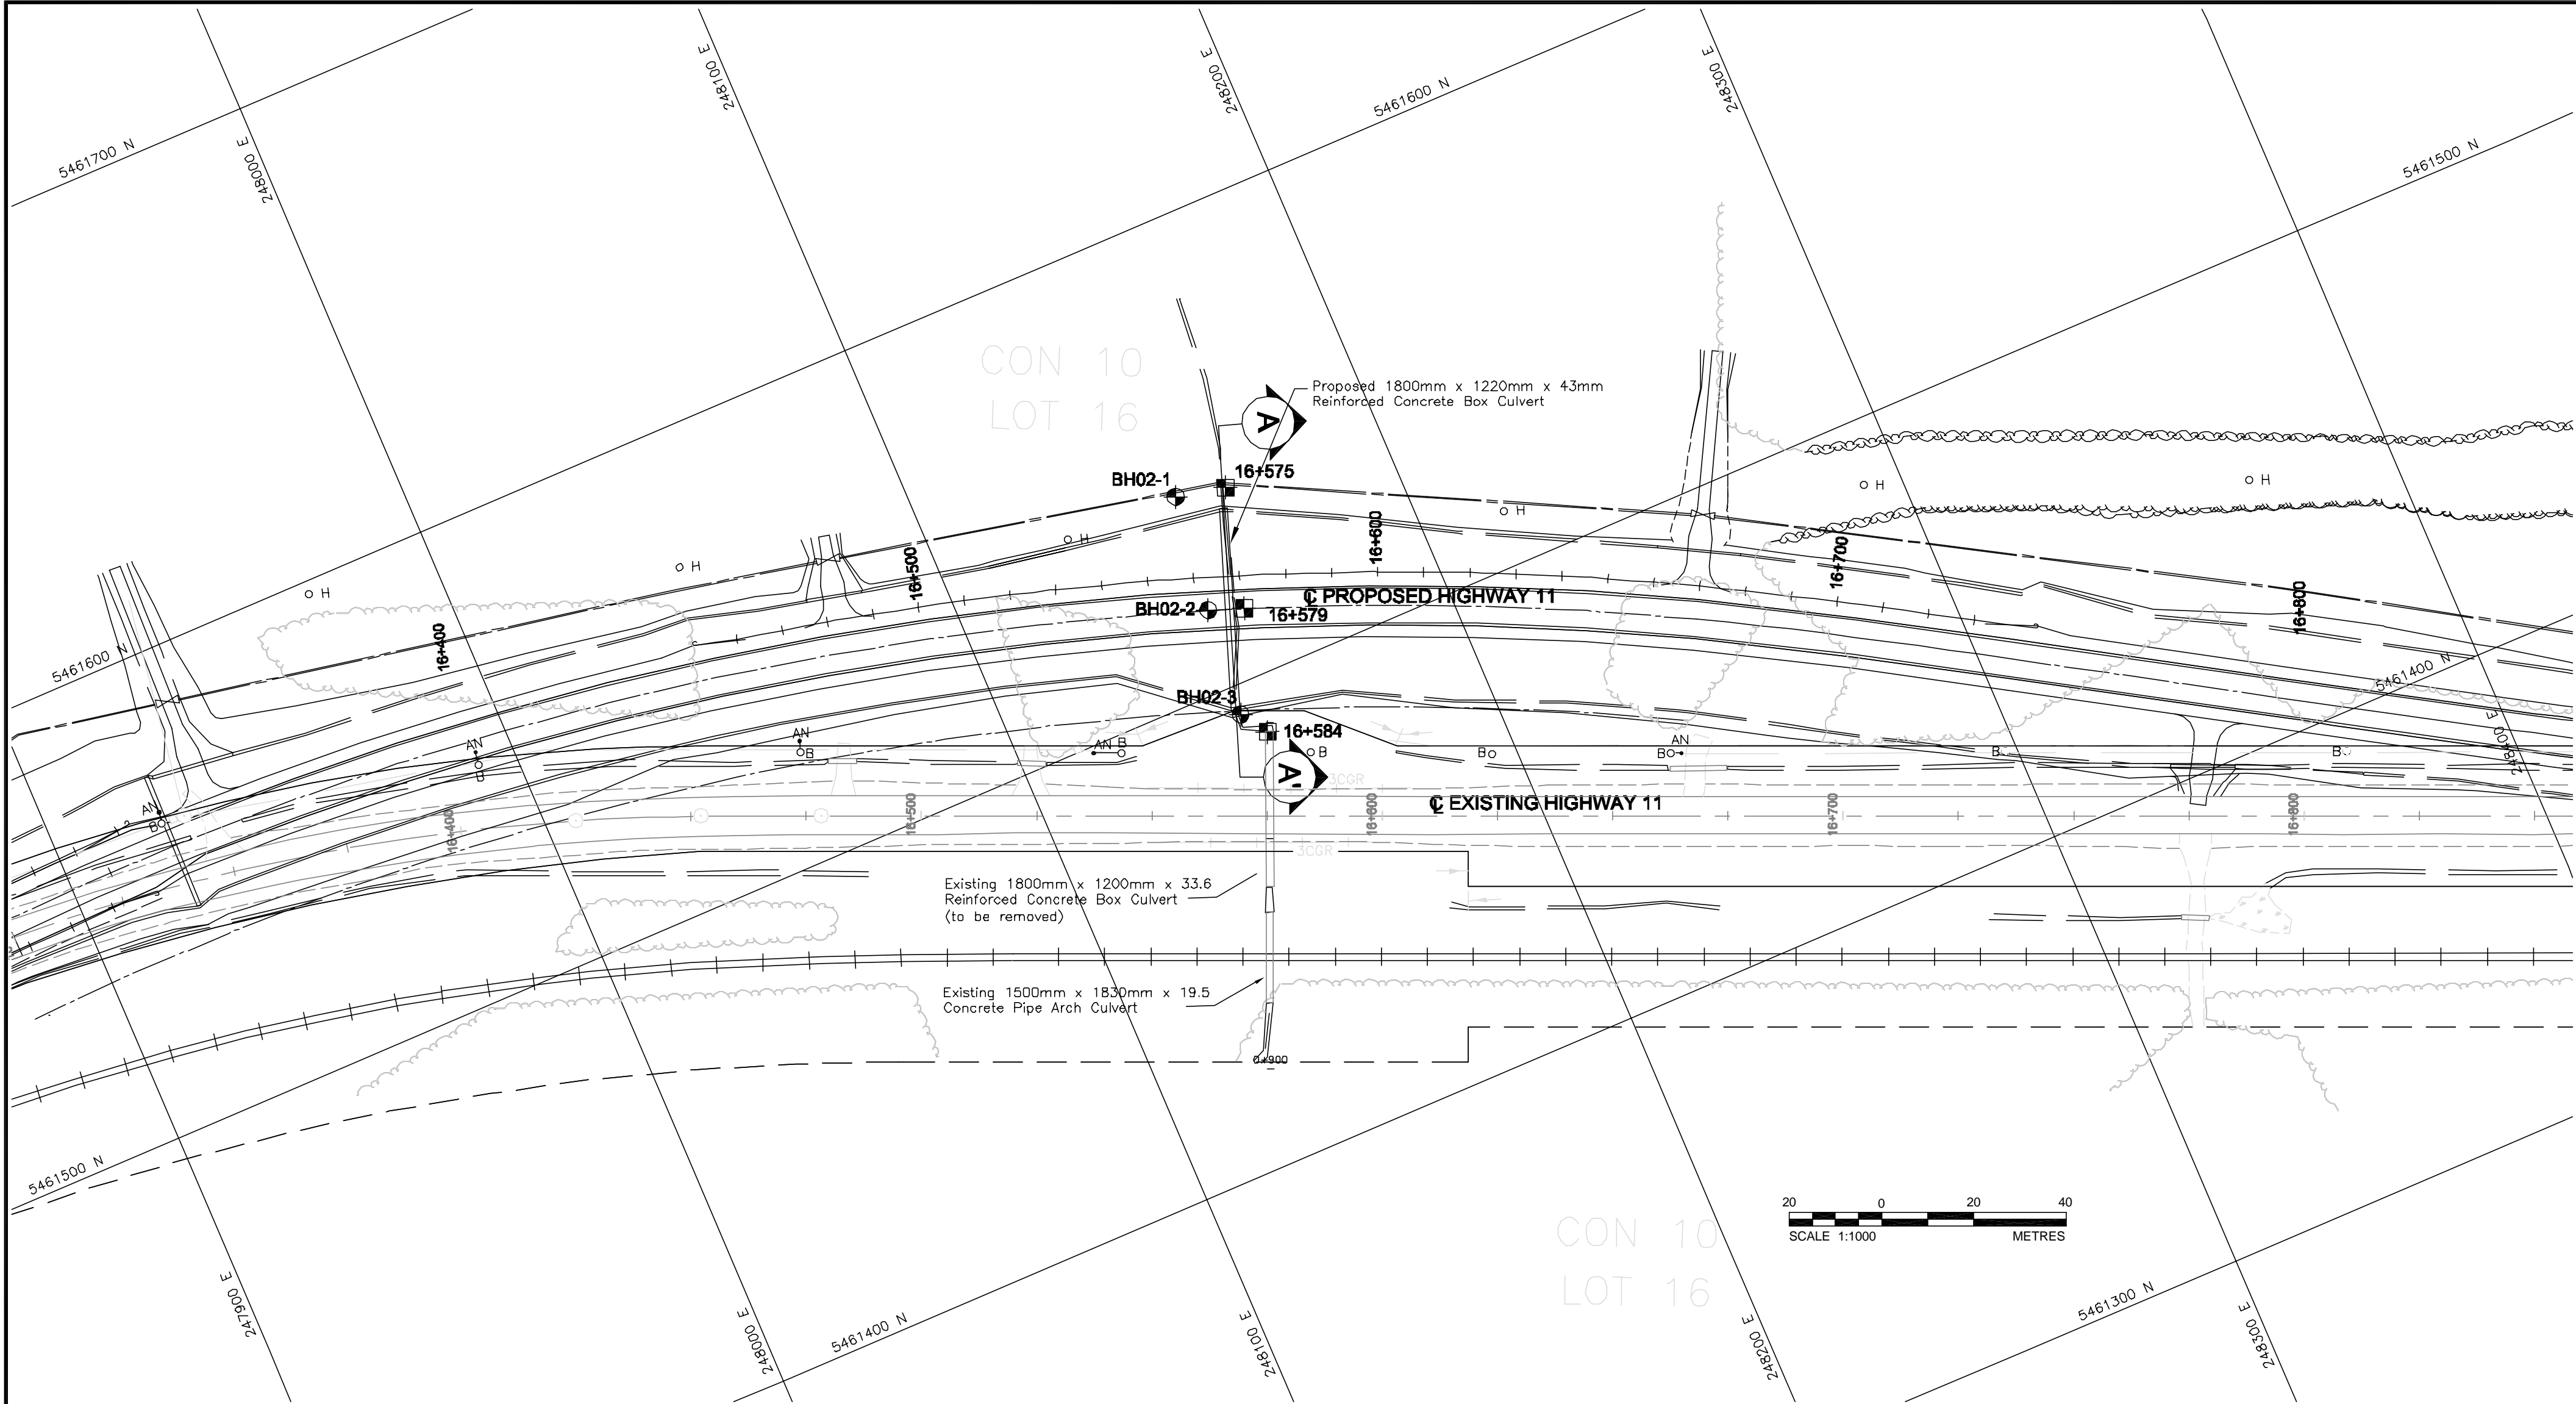 248100 E
248200 E
248300 E
5461600 N
5461700 N
248000 E
5461500 N
CON 10
LOT 16
Proposed 1800mm x 1220mm x 43mm
Reinforced Concrete Box Culvert
A
16+575
BH02-1
H
H
H
H
H
H
16+400
16+500
16+600
16+700
16+800
℄ PROPOSED HIGHWAY 11
BH02-2
16+579
5461600 N
5461400 N
BH02-3
16+584
248400 E
AN
B
AN
B
AN
B
AN
B
B
B
AN
B
B
B
A'
3CGR
℄ EXISTING HIGHWAY 11
16+400
16+500
16+600
16+700
16+800
3CGR
Existing 1800mm x 1200mm x 33.6
Reinforced Concrete Box Culvert
(to be removed)
Existing 1500mm x 1830mm x 19.5
Concrete Pipe Arch Culvert
0+900
5461500 N
20 0 20 40
SCALE 1:1000 METRES
CON 10
LOT 16
247900 E
248000 E
5461400 N
248100 E
248200 E
5461300 N
248300 E